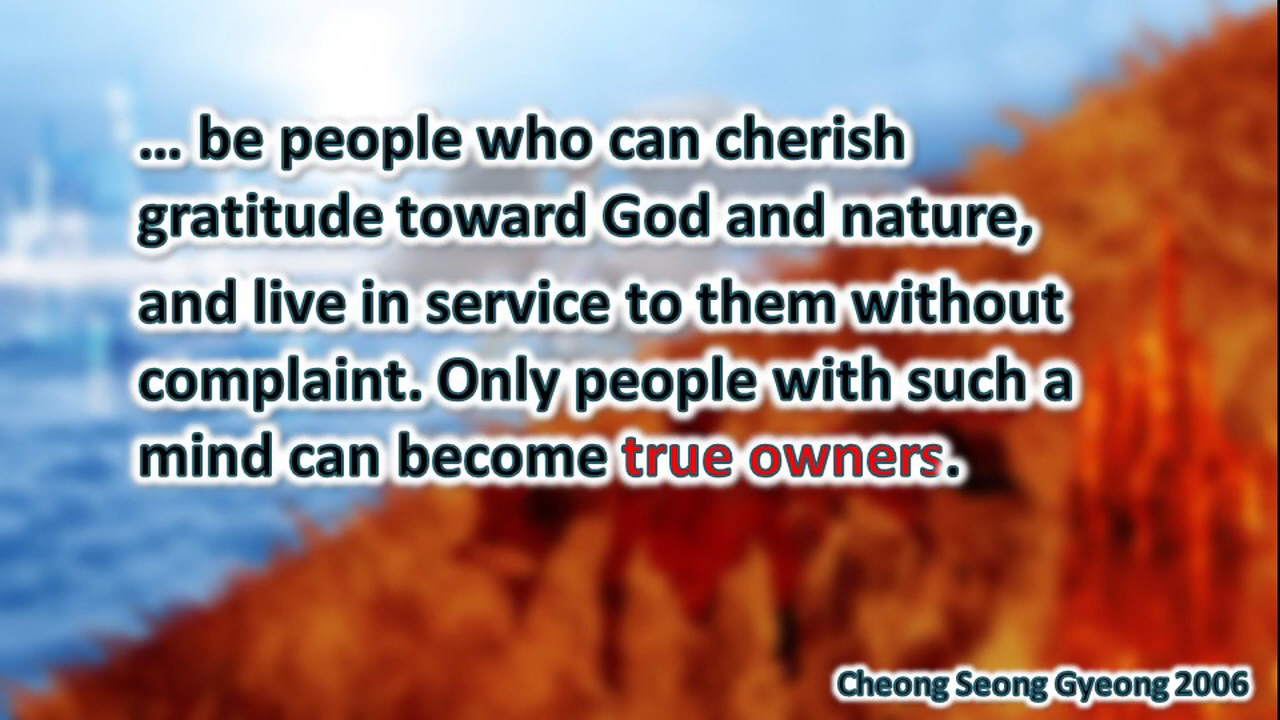 … be people who can cherish
gratitude toward God and nature,
and live in service to them without
complaint. Only people with such a
mind can become true owners.
Cheong Seong Gyeong 2006